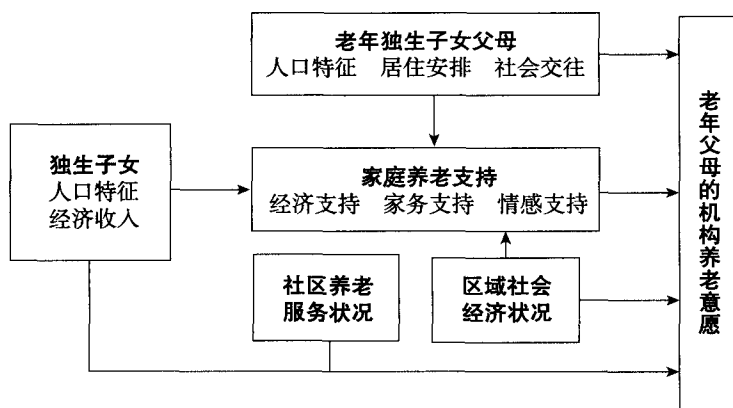 老年独生子女父母
人口特征 居住安排 社会交往
独生子女
人口特征
经济收入
家庭养老支持
经济支持 家务支持 情感支持
社区养老
服务状况
区域社会
经济状况
老年父母的机构养老意愿